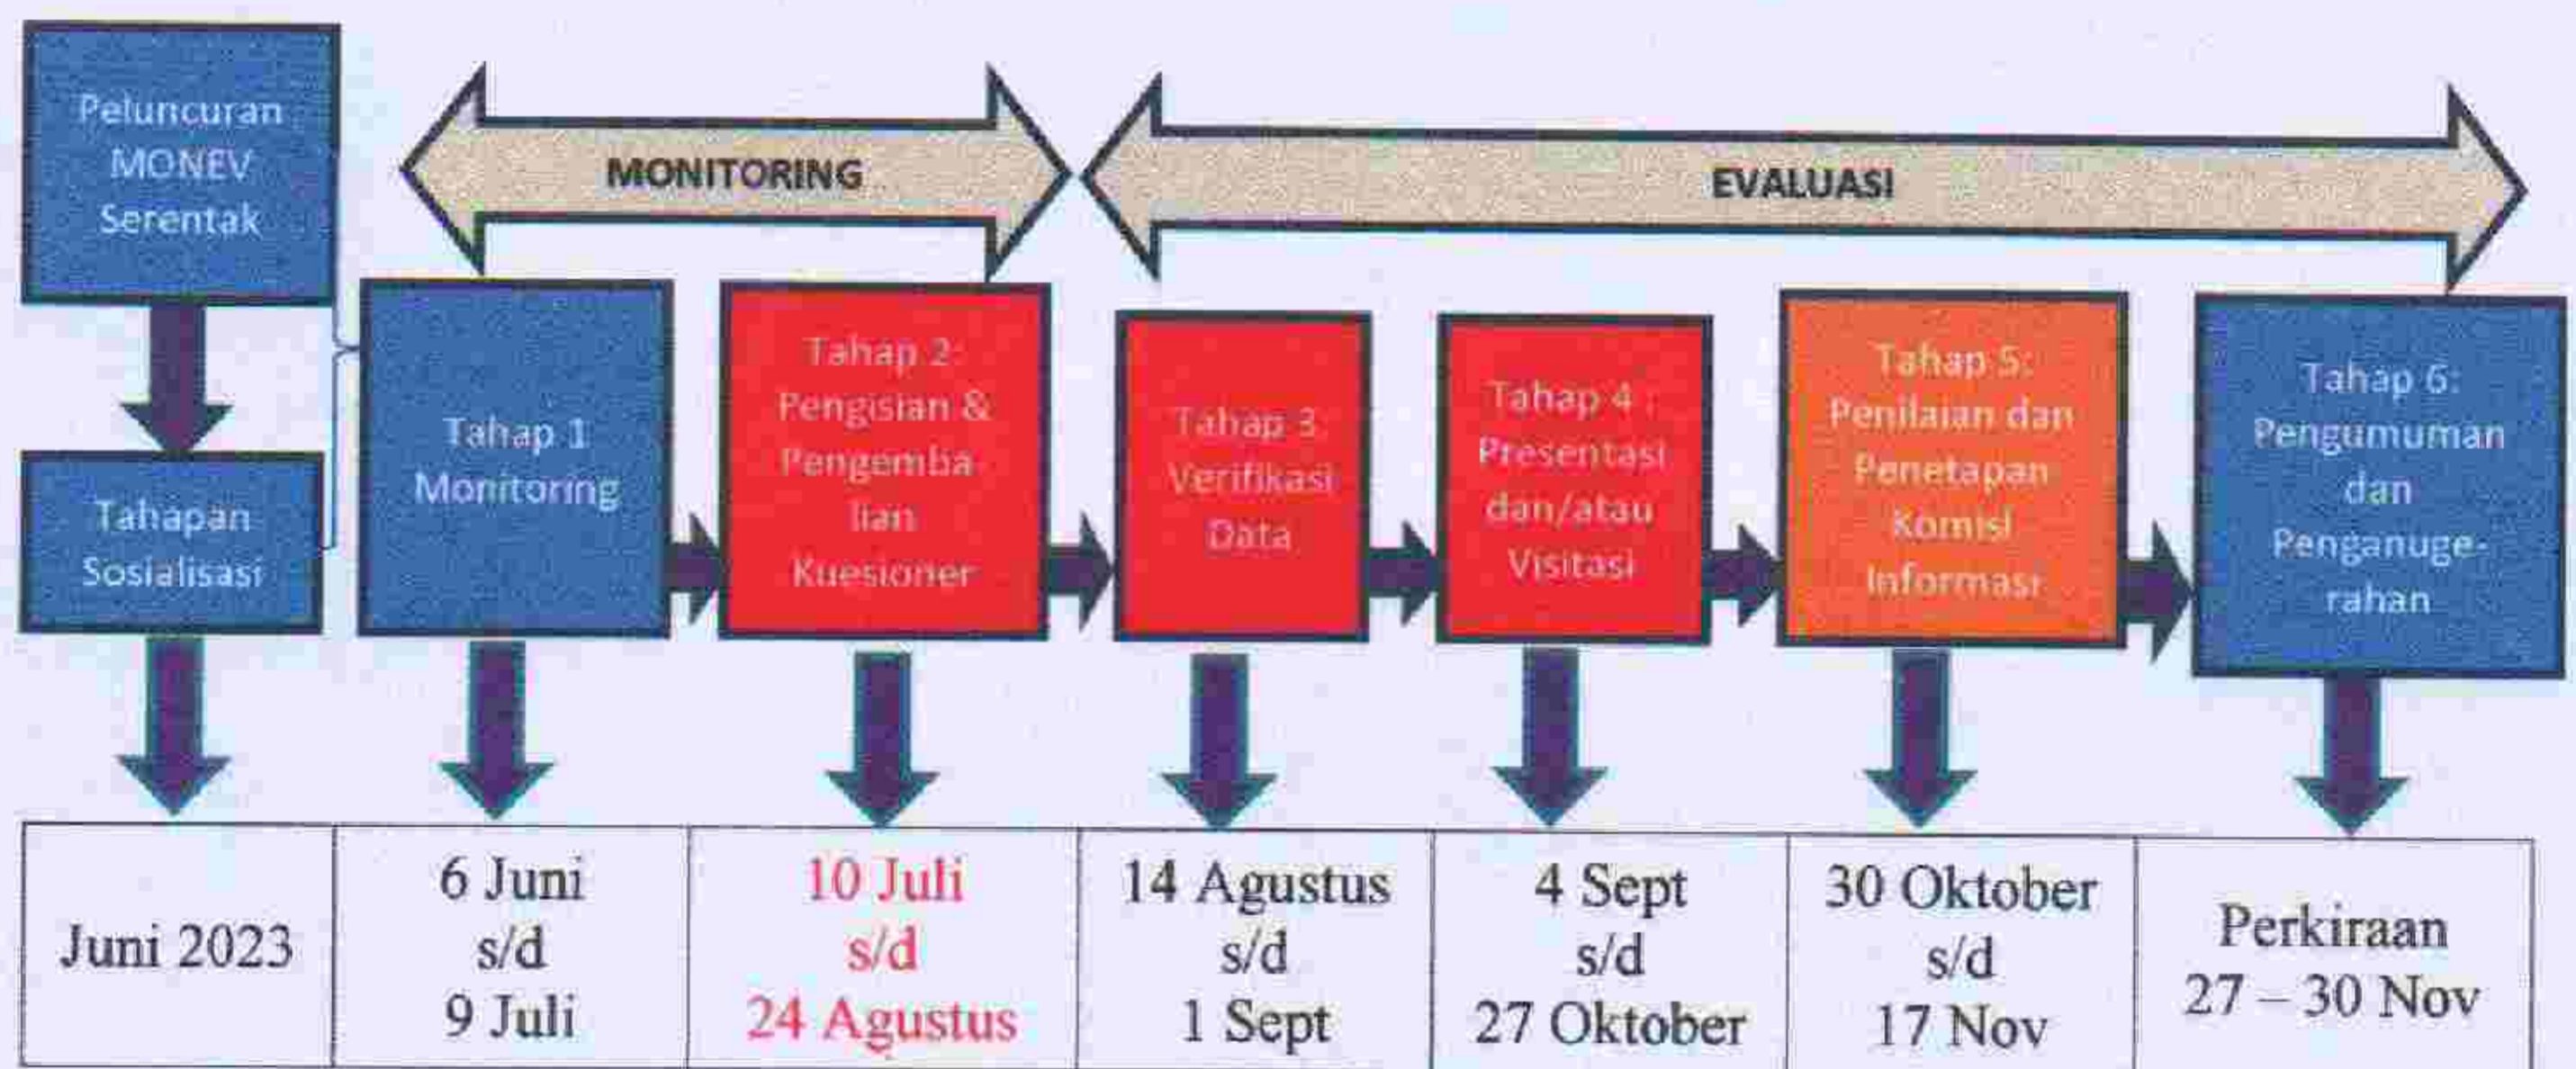 Peluncuran
MONEV
Serentak
Tahapan
Sosialisasi
MONITORING
EVALUASI
Tahap 1
Monitoring
Tahap 2:
Pengisian &
Pengemba-
lian
Kuesioner
Tahap 3
Verifikasi
Data
Tahap 4 :
Presentasi
dan/atau
Visitasi
Tahap 5:
Penilaian dan
Penetapan
Komisi
Informasi
Tahap 6:
Pengumuman
dan
Penganuge-
rahan
Juni 2023
6 Juni
s/d
9 Juli
10 Juli
s/d
24 Agustus
14 Agustus
s/d
1 Sept
4 Sept
s/d
27 Oktober
30 Oktober
s/d
17 Nov
Perkiraan
27 – 30 Nov